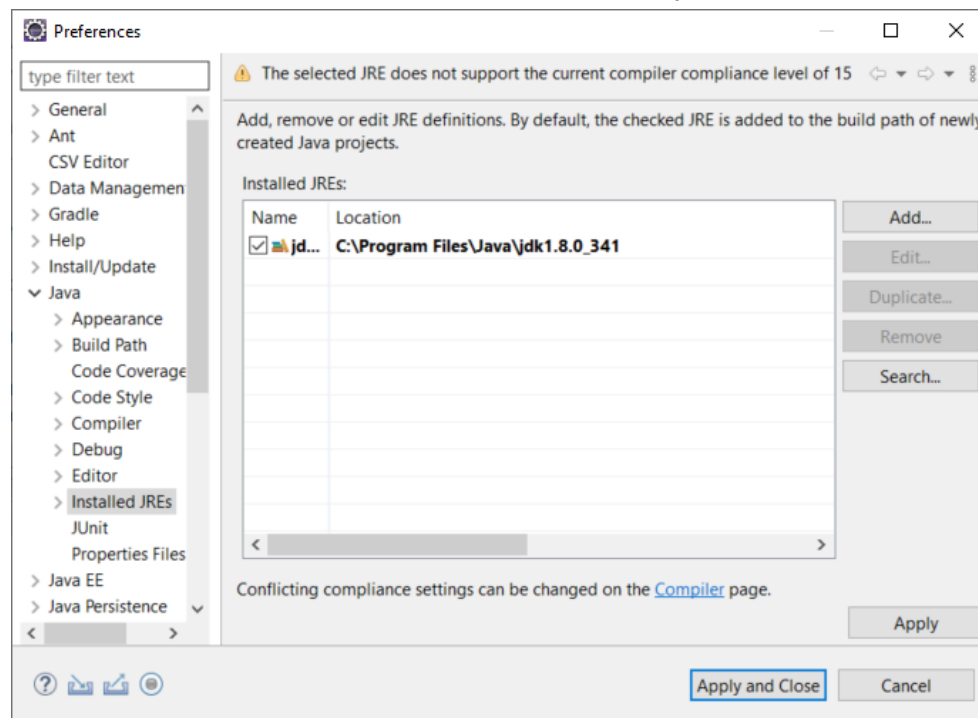 Preferences
type filter text
The selected JRE does not support the current compiler compliance level of 15
General
Ant
CSV Editor
Data Managemen
Gradle
Help
Install/Update
Java
Appearance
Build Path
Code Coverage
Code Style
Compiler
Debug
Editor
Installed JREs
JUnit
Properties Files
Java EE
Java Persistence
Add, remove or edit JRE definitions. By default, the checked JRE is added to the build path of newly
created Java projects.
Installed JREs:
Name Location
jd... C:\Program Files\Java\jdk1.8.0_341
Add...
Edit...
Duplicate...
Remove
Search...
Conflicting compliance settings can be changed on the Compiler page.
Apply
?
Apply and Close Cancel